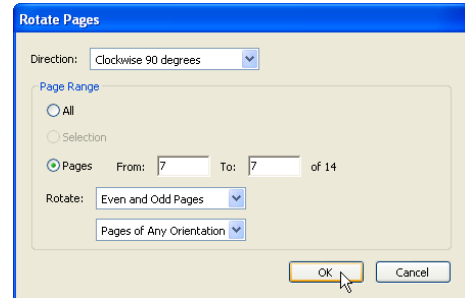 Rotate Pages
Direction: Clockwise 90 degrees
Page Range
All
Selection
Pages From: 7 To: 7 of 14
Rotate: Even and Odd Pages
Pages of Any Orientation
OK Cancel